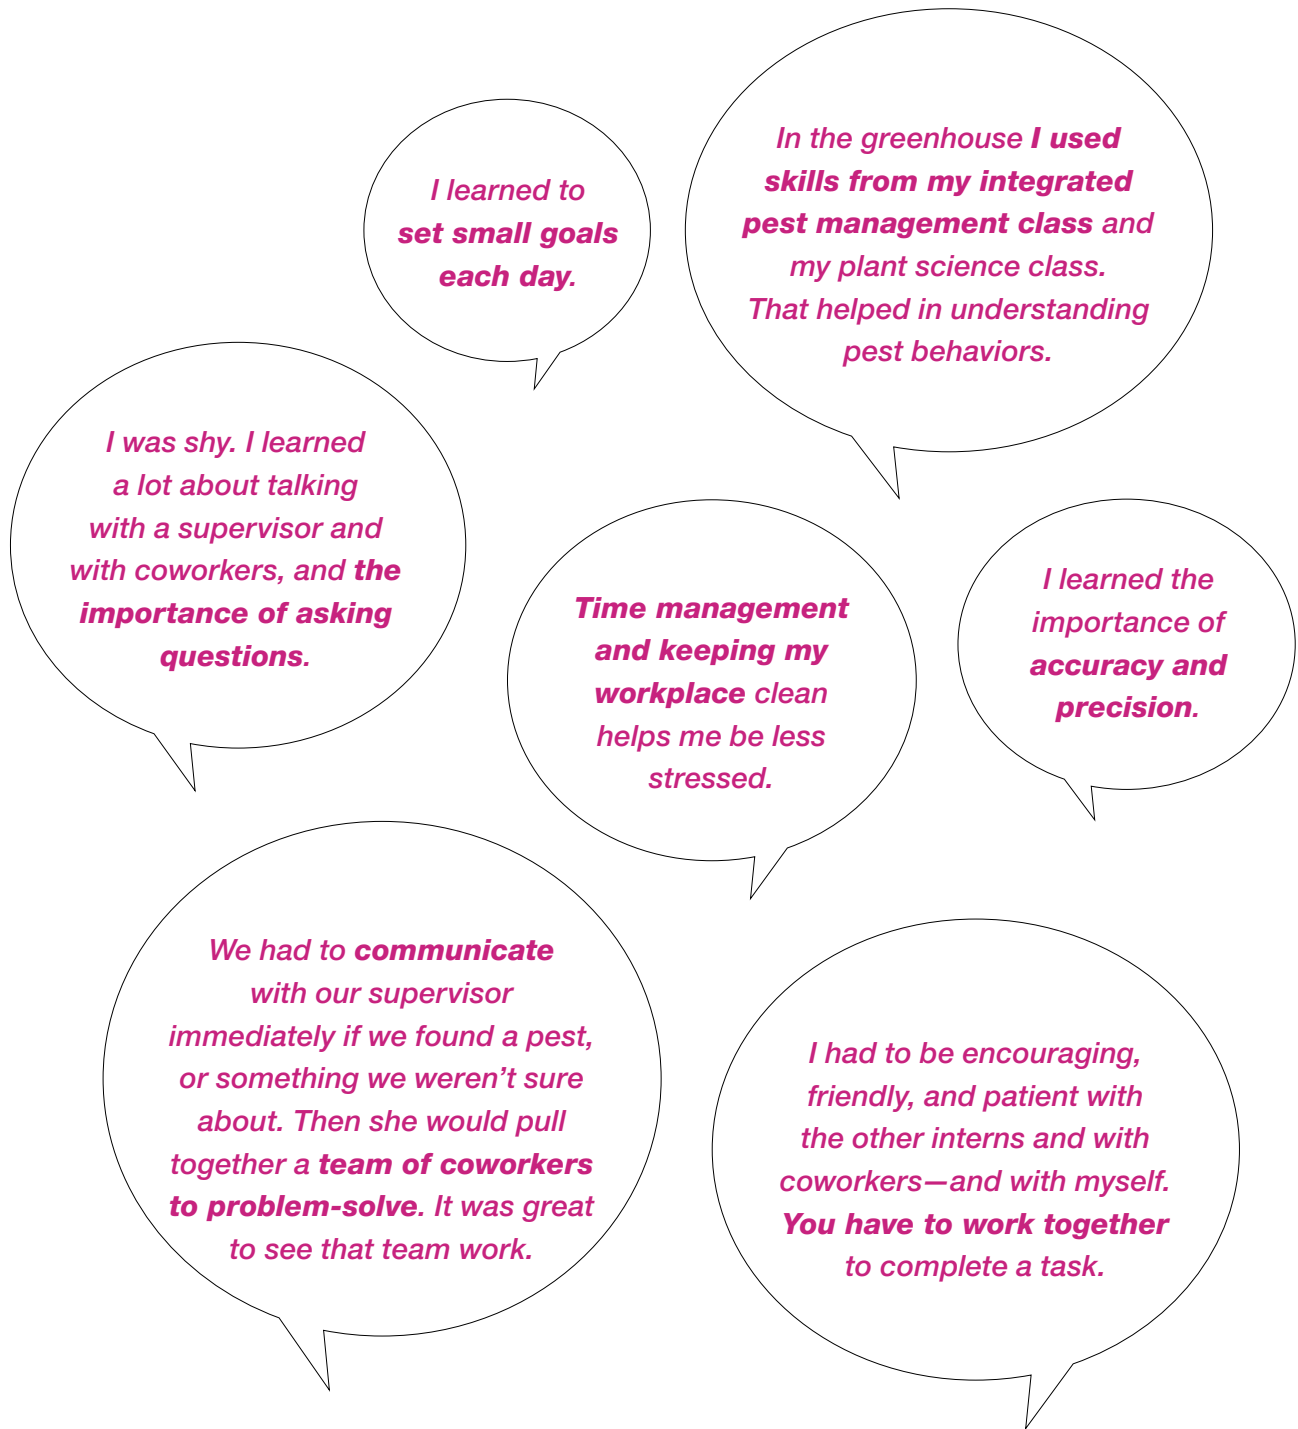 I learned to
set small goals
each day.
In the greenhouse I used
skills from my integrated
pest management class and
my plant science class.
That helped in understanding
pest behaviors.
I was shy. I learned
a lot about talking
with a supervisor and
with coworkers, and the
importance of asking
questions.
Time management
and keeping my
workplace clean
helps me be less
stressed.
I learned the
importance of
accuracy and
precision.
We had to communicate
with our supervisor
immediately if we found a pest,
or something we weren't sure
about. Then she would pull
together a team of coworkers
to problem-solve. It was great
to see that team work.
I had to be encouraging,
friendly, and patient with
the other interns and with
coworkers—and with myself.
You have to work together
to complete a task.